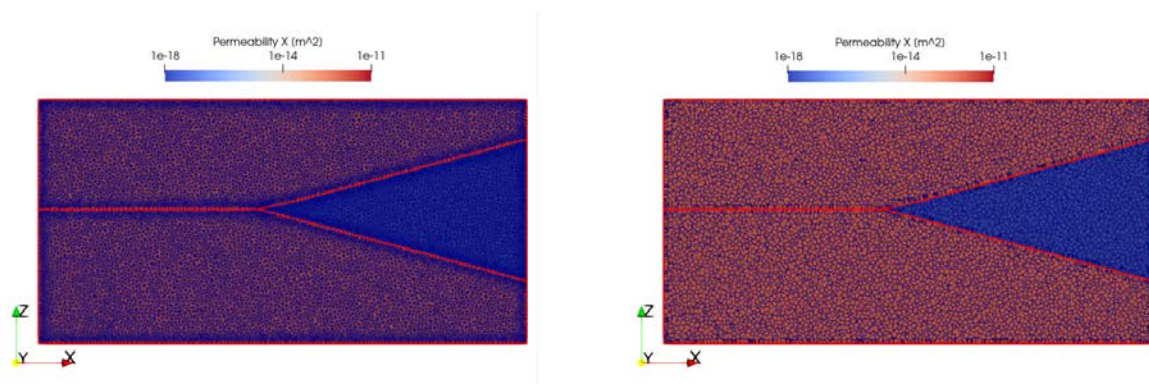 Permeability X (m^2)
1e-18 1e-14 1e-11
Z
Y X
Permeability X (m^2)
1e-18 1e-14 1e-11
Z
Y X